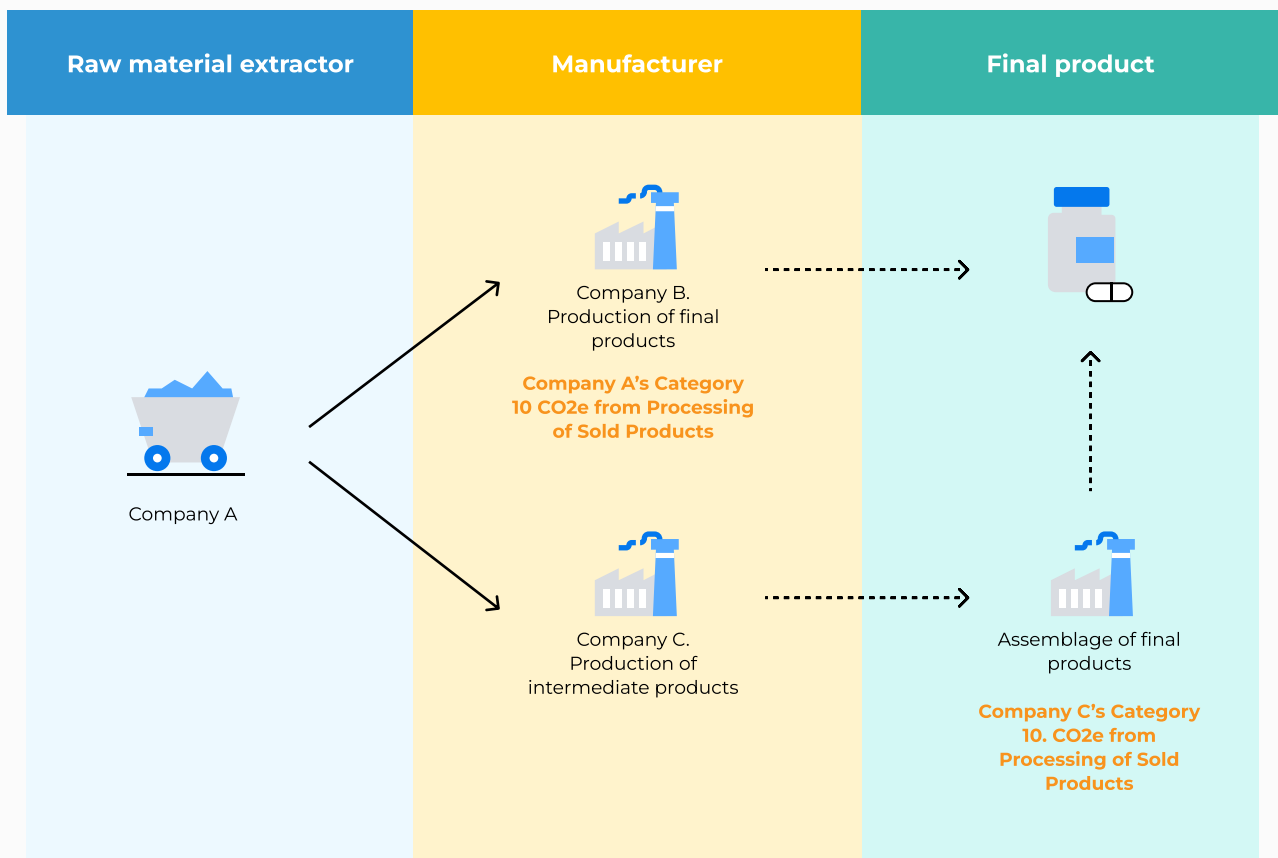 Raw material extractor
Manufacturer
Final product
Company A
Company B.
Production of final
products
Company A’s Category
10 CO2e from Processing
of Sold Products
Company C.
Production of
intermediate products
Assemblage of final
products
Company C’s Category
10. CO2e from
Processing of Sold
Products